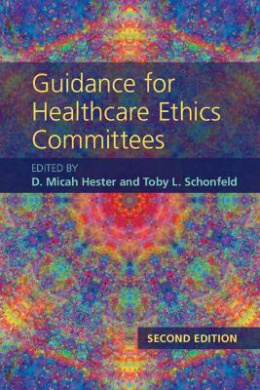 Guidance for
Healthcare Ethics
Committees
EDITED BY
D. Micah Hester and Toby L. Schonfeld
SECOND EDITION